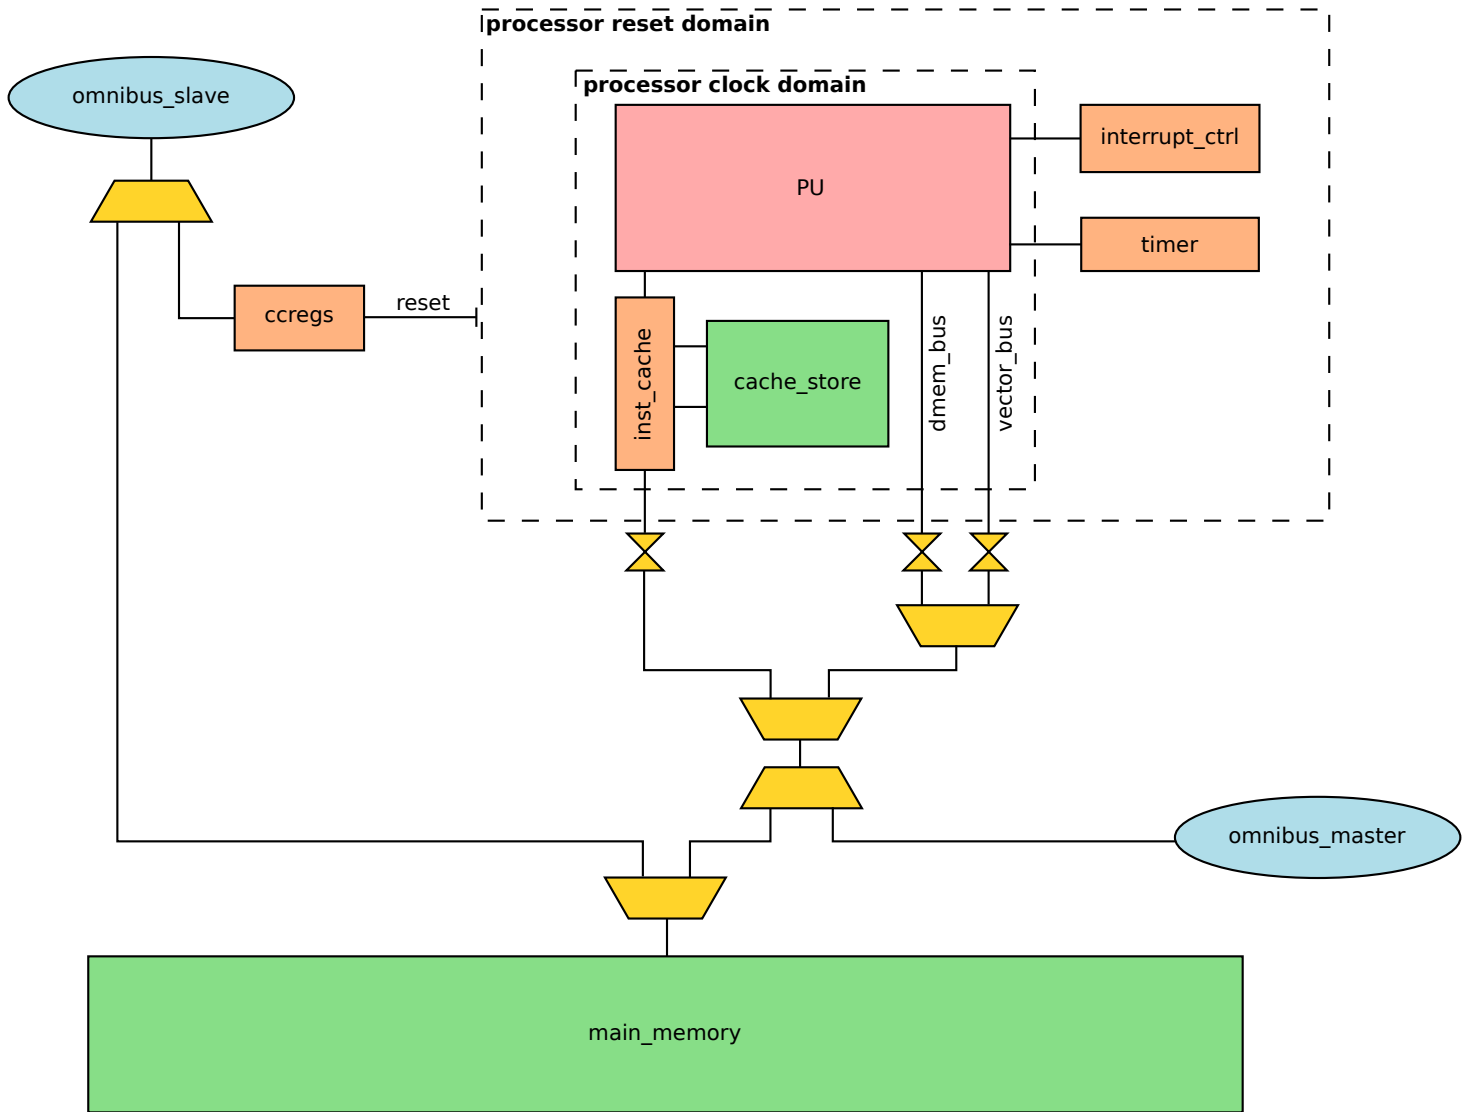 processor reset domain
processor clock domain
omnibus_slave
PU
interrupt_ctrl
timer
ccregs
reset
inst_cache
cache_store
dmem_bus
vector_bus
omnibus_master
main_memory